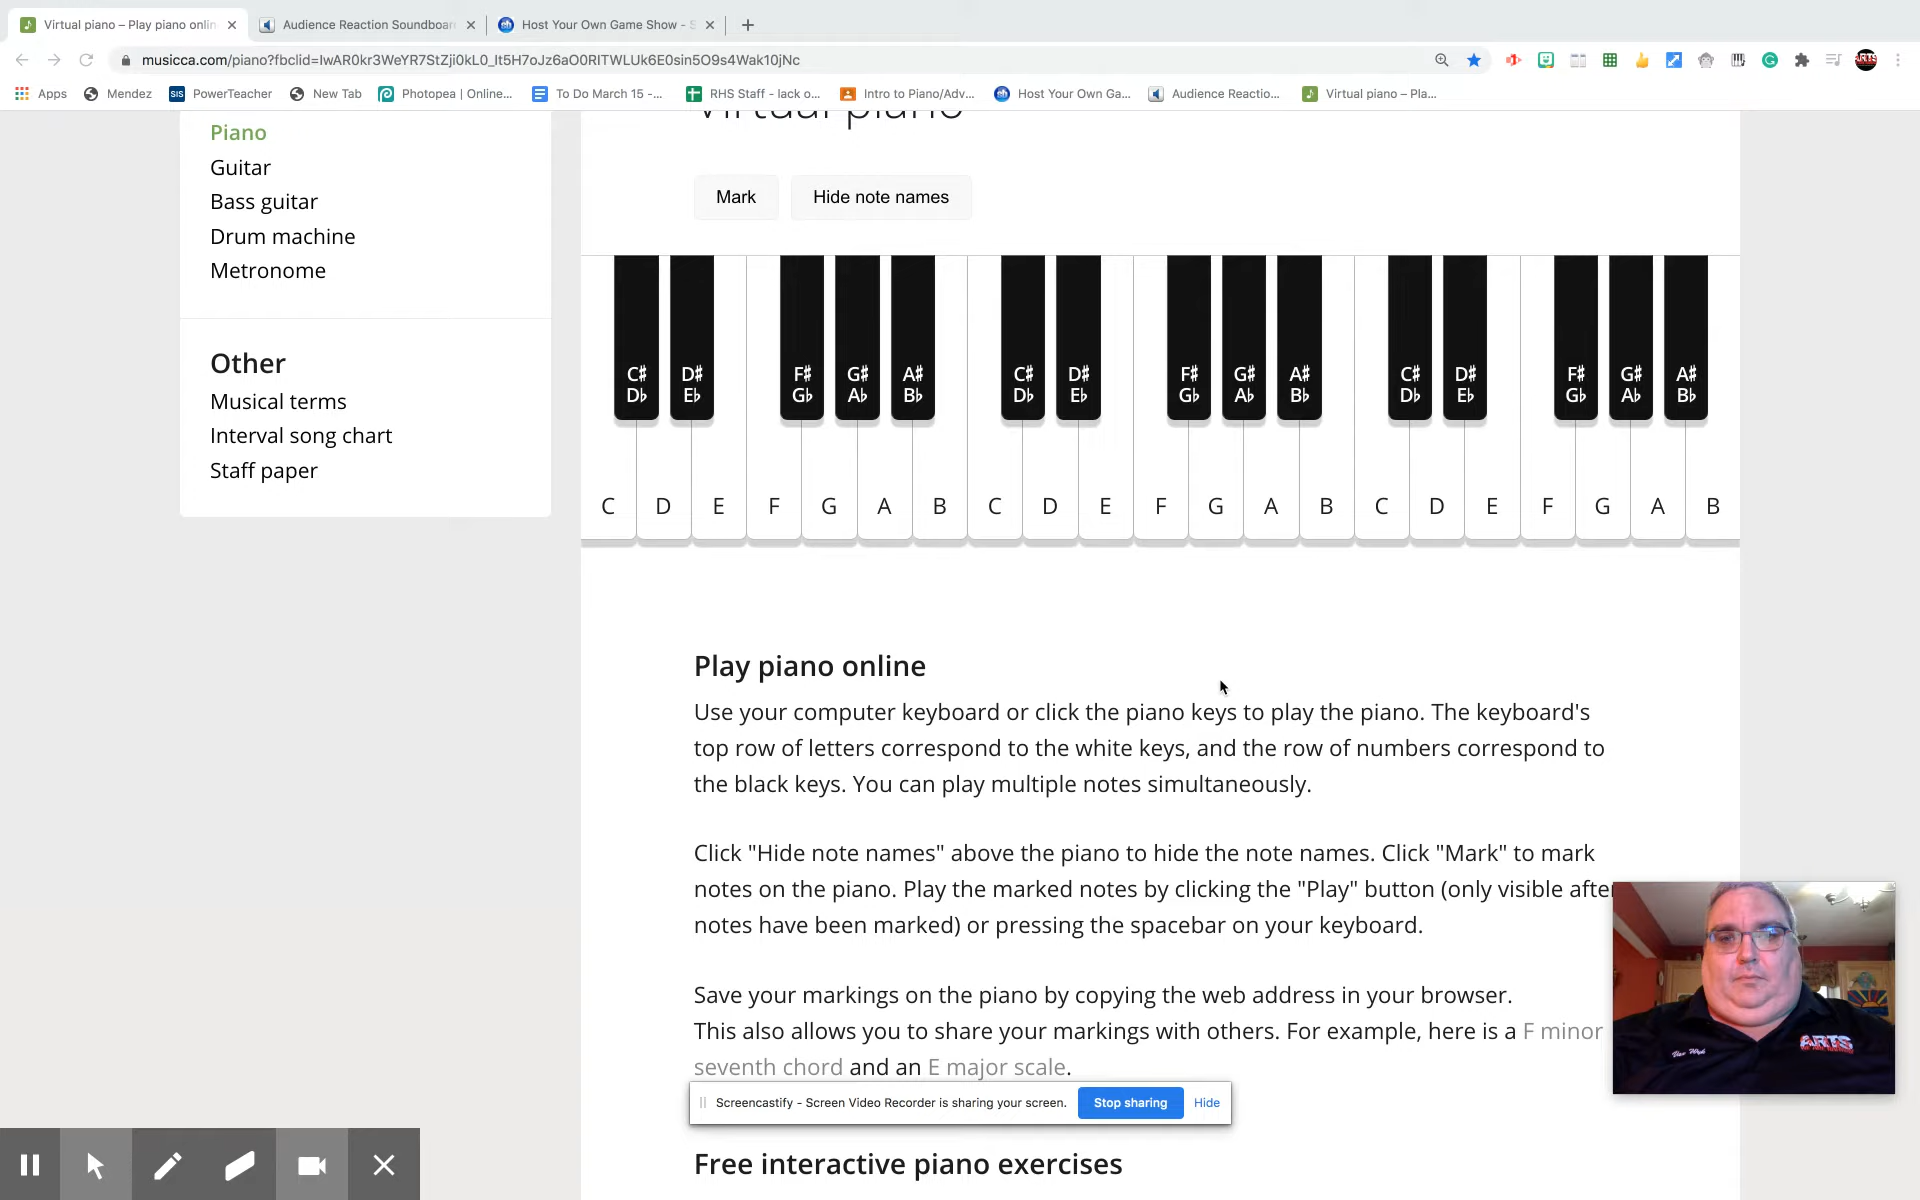 Virtual piano – Play piano onlin
Audience Reaction Soundboar
Host Your Own Game Show - S
musicca.com/piano?fbclid=IwAR0kr3WeYR7StZji0kL0_It5H7oJz6aO0RITWLUk6E0sin5O9s4Wak10jNc
Apps
Mendez
SIS PowerTeacher
New Tab
Photopea | Online...
To Do March 15 -...
RHS Staff - lack o...
Intro to Piano/Adv...
Host Your Own Ga...
Audience Reactio...
Virtual piano – Pla...
Virtual piano
Piano
Guitar
Bass guitar
Drum machine
Metronome
Other
Musical terms
Interval song chart
Staff paper
Mark Hide note names
C♯ D♯ F♯ G♯ A♯ C♯ D♯ F♯ G♯ A♯ C♯ D♯ F♯ G♯ A♯
D♭ E♭ G♭ A♭ B♭ D♭ E♭ G♭ A♭ B♭ D♭ E♭ G♭ A♭ B♭
C D E F G A B C D E F G A B C D E F G A B
Play piano online
Use your computer keyboard or click the piano keys to play the piano. The keyboard's
top row of letters correspond to the white keys, and the row of numbers correspond to
the black keys. You can play multiple notes simultaneously.
Click "Hide note names" above the piano to hide the note names. Click "Mark" to mark
notes on the piano. Play the marked notes by clicking the "Play" button (only visible after
notes have been marked) or pressing the spacebar on your keyboard.
Save your markings on the piano by copying the web address in your browser.
This also allows you to share your markings with others. For example, here is a F minor
seventh chord and an E major scale.
Screencastify - Screen Video Recorder is sharing your screen. Stop sharing Hide
Free interactive piano exercises
ARTS